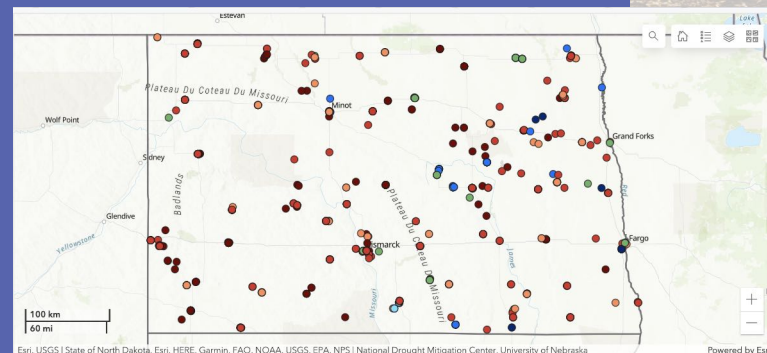 Estevan
Lake
Plateau Du Coteau Du Missouri
Minot
Wolf Point
Grand Forks
Sidney
Badlands
Red
Glendive
Plateau Du Coteau Du Missouri
Yellowstone
Bismarck
James
Fargo
Missouri
100 km
60 mi
+
−
Esri, USGS | State of North Dakota, Esri, HERE, Garmin, FAO, NOAA, USGS, EPA, NPS | National Drought Mitigation Center, University of Nebraska
Powered by Esri